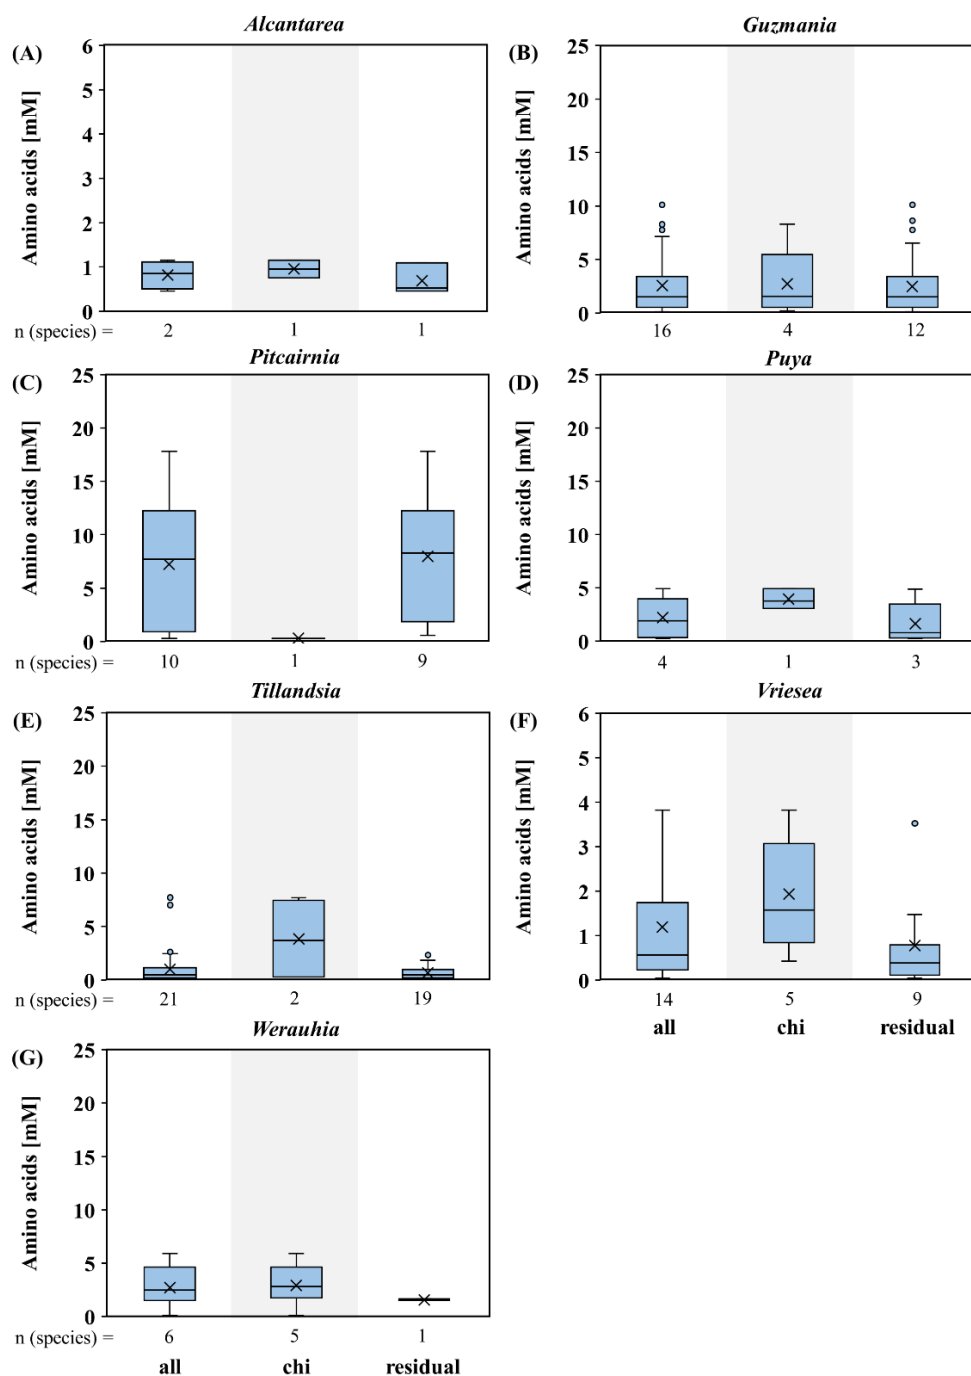 Alcantarea
(A)
Amino acids [mM]
6
5
4
3
2
1
0
n (species) = 2 1 1
Guzmania
(B)
Amino acids [mM]
25
20
15
10
5
0
16 4 12
Pitcairnia
(C)
Amino acids [mM]
25
20
15
10
5
0
n (species) = 10 1 9
Puya
(D)
Amino acids [mM]
25
20
15
10
5
0
4 1 3
Tillandsia
(E)
Amino acids [mM]
25
20
15
10
5
0
n (species) = 21 2 19
Vriesea
(F)
Amino acids [mM]
6
5
4
3
2
1
0
14 5 9
all chi residual
Werauhia
(G)
Amino acids [mM]
25
20
15
10
5
0
n (species) = 6 5 1
all chi residual